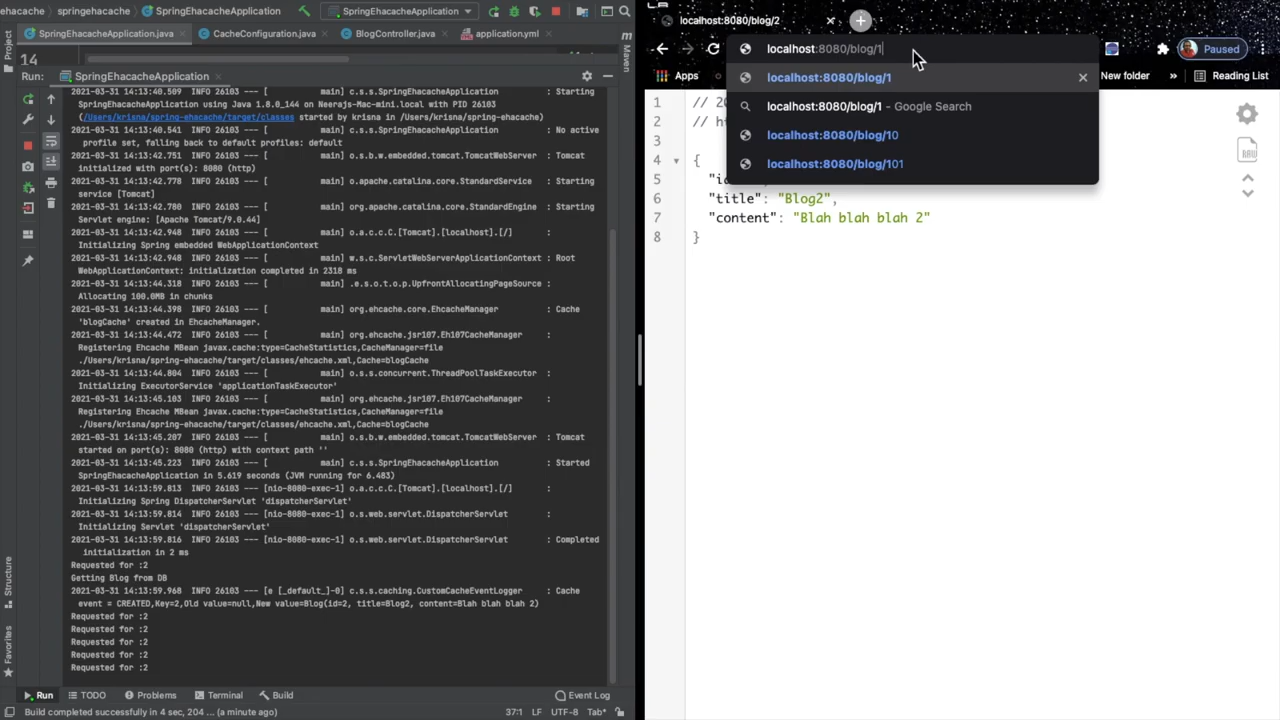 ehacache
springehacache
SpringEhacacheApplication
SpringEhacacheApplication
SpringEhacacheApplication.java
CacheConfiguration.java
BlogController.java
application.yml
14
Project
Maven
Run:
SpringEhacacheApplication
2021-03-31 14:13:40.509 INFO 26103 --- [ main] c.s.s.SpringEhacacheApplication : Starting
SpringEhacacheApplication using Java 1.8.0_144 on Neerajs-Mac-mini.local with PID 26103
(/Users/krisna/spring-ehacache/target/classes started by krisna in /Users/krisna/spring-ehacache)
2021-03-31 14:13:40.541 INFO 26103 --- [ main] c.s.s.SpringEhacacheApplication : No active
profile set, falling back to default profiles: default
2021-03-31 14:13:42.751 INFO 26103 --- [ main] o.s.b.w.embedded.tomcat.TomcatWebServer : Tomcat
initialized with port(s): 8080 (http)
2021-03-31 14:13:42.778 INFO 26103 --- [ main] o.apache.catalina.core.StandardService : Starting
service [Tomcat]
2021-03-31 14:13:42.780 INFO 26103 --- [ main] org.apache.catalina.core.StandardEngine : Starting
Servlet engine: [Apache Tomcat/9.0.44]
2021-03-31 14:13:42.948 INFO 26103 --- [ main] o.a.c.c.C.[Tomcat].[localhost].[/] :
Initializing Spring embedded WebApplicationContext
2021-03-31 14:13:42.948 INFO 26103 --- [ main] w.s.c.ServletWebServerApplicationContext : Root
WebApplicationContext: initialization completed in 2318 ms
2021-03-31 14:13:44.318 INFO 26103 --- [ main] .e.s.o.t.o.p.UpfrontAllocatingPageSource :
Allocating 100.0MB in chunks
2021-03-31 14:13:44.398 INFO 26103 --- [ main] org.ehcache.core.EhcacheManager : Cache
'blogCache' created in EhcacheManager.
2021-03-31 14:13:44.472 INFO 26103 --- [ main] org.ehcache.jsr107.Eh107CacheManager :
Registering Ehcache MBean javax.cache:type=CacheStatistics,CacheManager=file
./Users/krisna/spring-ehacache/target/classes/ehcache.xml,Cache=blogCache
2021-03-31 14:13:44.804 INFO 26103 --- [ main] o.s.s.concurrent.ThreadPoolTaskExecutor :
Initializing ExecutorService 'applicationTaskExecutor'
2021-03-31 14:13:45.103 INFO 26103 --- [ main] org.ehcache.jsr107.Eh107CacheManager :
Registering Ehcache MBean javax.cache:type=CacheStatistics,CacheManager=file
./Users/krisna/spring-ehacache/target/classes/ehcache.xml,Cache=blogCache
2021-03-31 14:13:45.207 INFO 26103 --- [ main] o.s.b.w.embedded.tomcat.TomcatWebServer : Tomcat
started on port(s): 8080 (http) with context path ''
2021-03-31 14:13:45.223 INFO 26103 --- [ main] c.s.s.SpringEhacacheApplication : Started
SpringEhacacheApplication in 5.619 seconds (JVM running for 6.483)
2021-03-31 14:13:59.813 INFO 26103 --- [nio-8080-exec-1] o.a.c.c.C.[Tomcat].[localhost].[/] :
Initializing Spring DispatcherServlet 'dispatcherServlet'
2021-03-31 14:13:59.814 INFO 26103 --- [nio-8080-exec-1] o.s.web.servlet.DispatcherServlet :
Initializing Servlet 'dispatcherServlet'
2021-03-31 14:13:59.816 INFO 26103 --- [nio-8080-exec-1] o.s.web.servlet.DispatcherServlet : Completed
initialization in 2 ms
Requested for :2
Getting Blog from DB
2021-03-31 14:13:59.968 INFO 26103 --- [e [_default_]-0] c.s.s.caching.CustomCacheEventLogger : Cache
event = CREATED,Key=2,Old value=null,New value=Blog(id=2, title=Blog2, content=Blah blah blah 2)
Requested for :2
Requested for :2
Requested for :2
Requested for :2
Requested for :2
Structure
Favorites
Run
TODO
Problems
Terminal
Build
Event Log
Build completed successfully in 4 sec, 204 ... (a minute ago)
37:1 LF UTF-8 Tab*
localhost:8080/blog/2
localhost:8080/blog/1
Paused
Apps
New folder
»
Reading List
localhost:8080/blog/1
localhost:8080/blog/1 - Google Search
localhost:8080/blog/10
localhost:8080/blog/101
1 // 20
2 // h
3
4 {
5 "id
6 "title": "Blog2",
7 "content": "Blah blah blah 2"
8 }
RAW